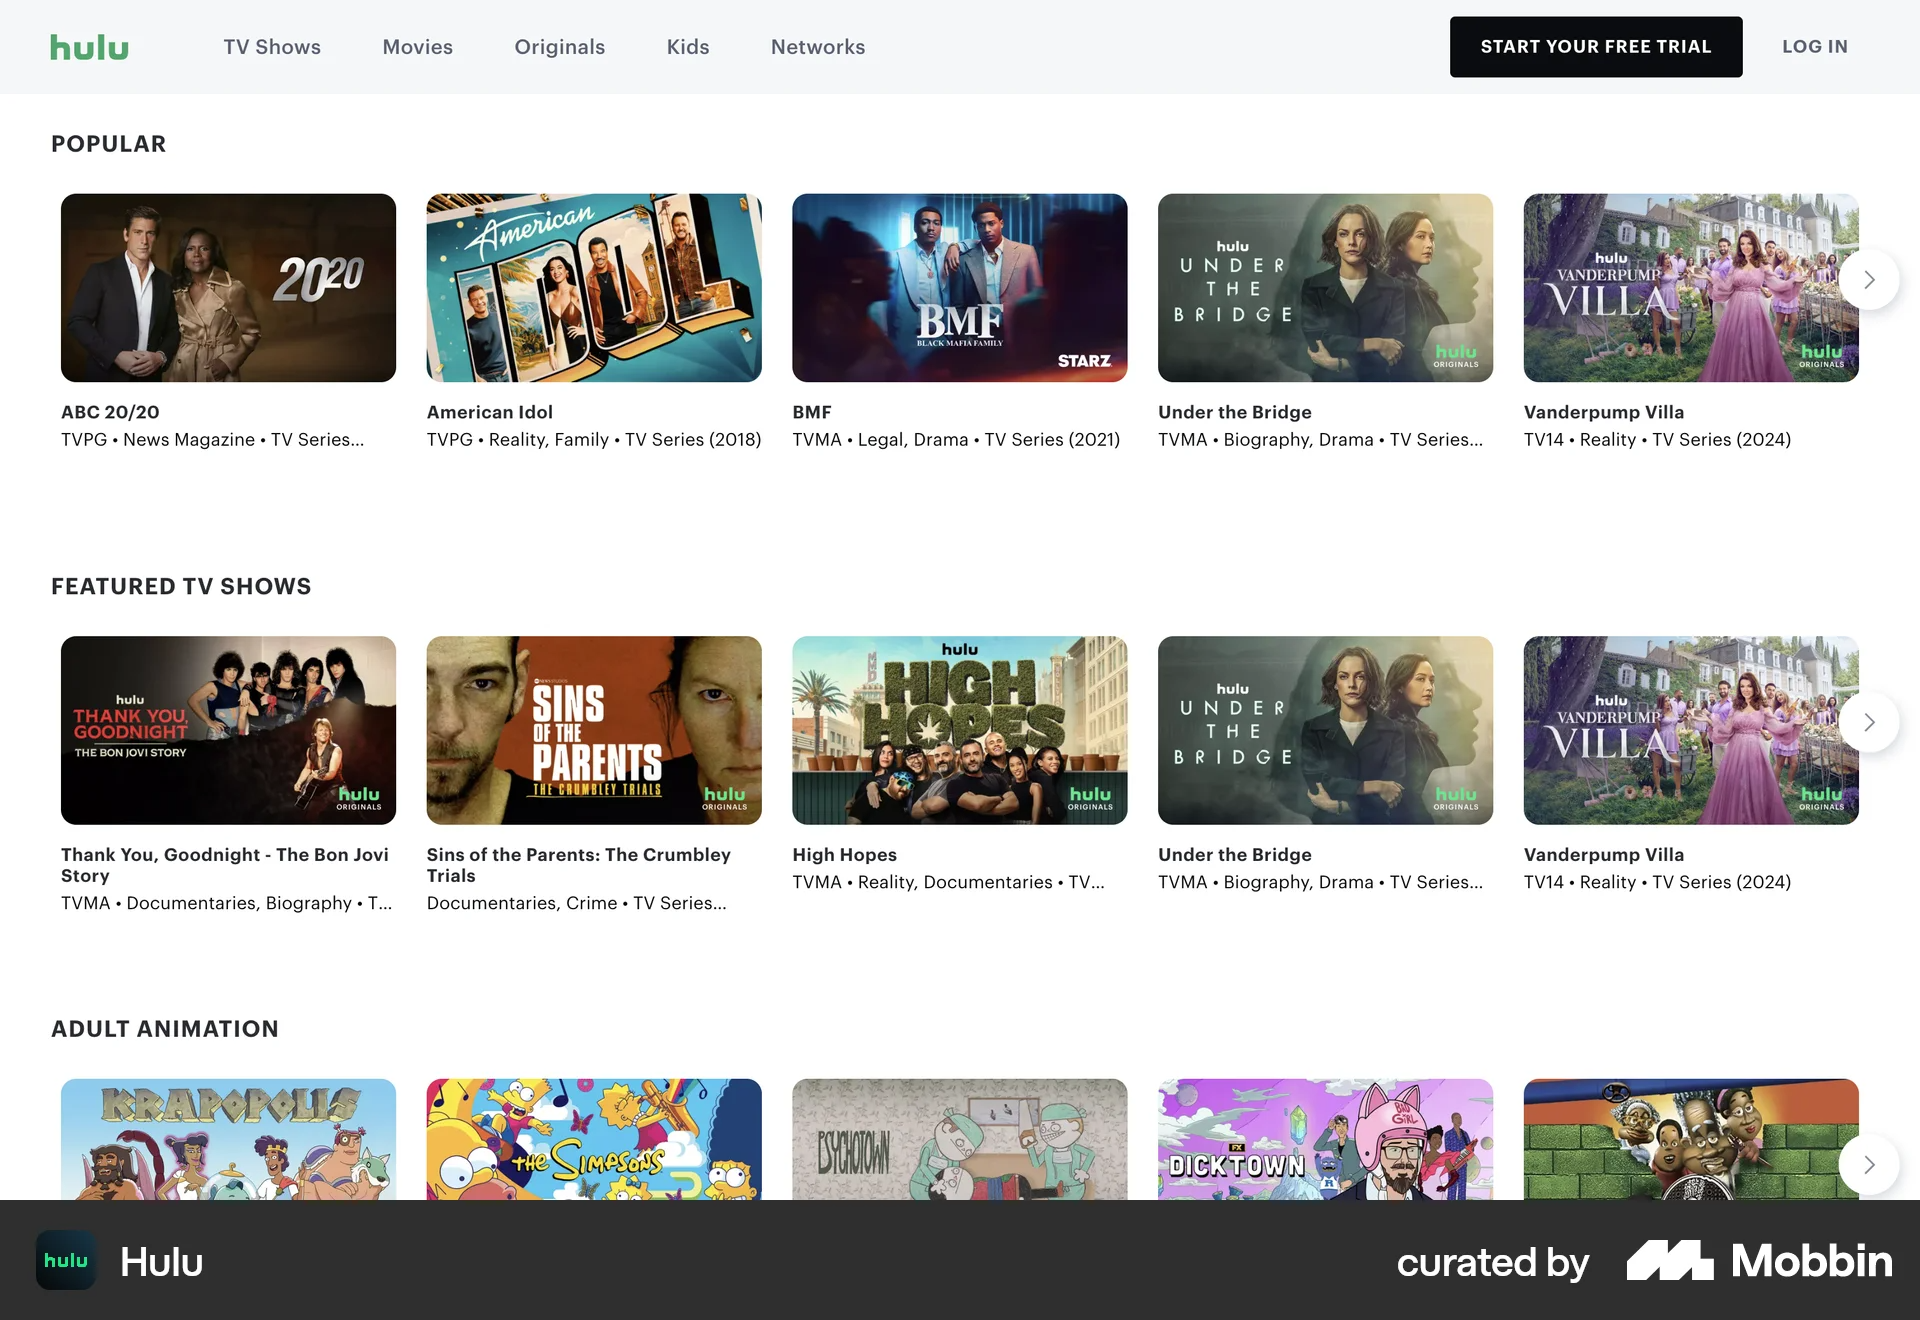 hulu
TV Shows
Movies
Originals
Kids
Networks
START YOUR FREE TRIAL
LOG IN
POPULAR
2020
American
IDOL
BMF
BLACK MAFIA FAMILY
STARZ
hulu
UNDER
THE
BRIDGE
hulu
ORIGINALS
hulu
VANDERPUMP
VILLA
hulu
ORIGINALS
ABC 20/20
TVPG • News Magazine • TV Series...
American Idol
TVPG • Reality, Family • TV Series (2018)
BMF
TVMA • Legal, Drama • TV Series (2021)
Under the Bridge
TVMA • Biography, Drama • TV Series...
Vanderpump Villa
TV14 • Reality • TV Series (2024)
FEATURED TV SHOWS
hulu
THANK YOU,
GOODNIGHT
THE BON JOVI STORY
hulu
ORIGINALS
SINS
OF THE
PARENTS
THE CRUMBLEY TRIALS
hulu
ORIGINALS
hulu
HIGH
HOPES
hulu
ORIGINALS
hulu
UNDER
THE
BRIDGE
hulu
ORIGINALS
hulu
VANDERPUMP
VILLA
hulu
ORIGINALS
Thank You, Goodnight - The Bon Jovi
Story
TVMA • Documentaries, Biography • T...
Sins of the Parents: The Crumbley
Trials
Documentaries, Crime • TV Series...
High Hopes
TVMA • Reality, Documentaries • TV...
Under the Bridge
TVMA • Biography, Drama • TV Series...
Vanderpump Villa
TV14 • Reality • TV Series (2024)
ADULT ANIMATION
KRAPOPOLIS
THE SIMPSONS
PSYCHOTOWN
FX
DICKTOWN
BAD
GIRL
hulu
Hulu
curated by
Mobbin